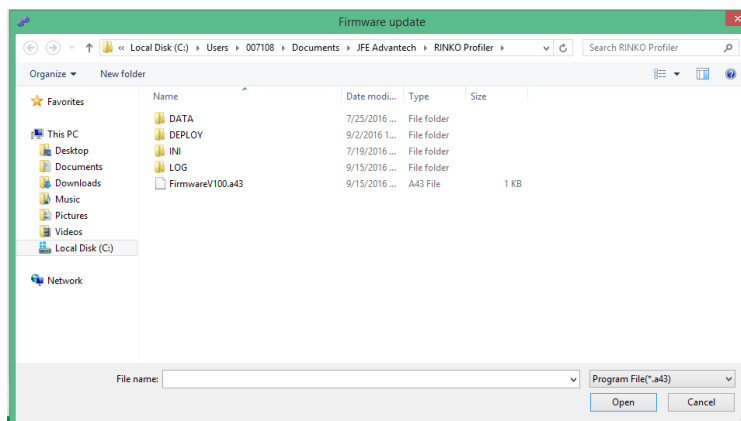 Firmware update
« Local Disk (C:) › Users › 007108 › Documents › JFE Advantech › RINKO Profiler ›
Search RINKO Profiler
Organize New folder
Favorites
This PC
Desktop
Documents
Downloads
Music
Pictures
Videos
Local Disk (C:)
Network
Name Date modi... Type Size
DATA 7/25/2016 ... File folder
DEPLOY 9/2/2016 1... File folder
INI 7/19/2016 ... File folder
LOG 9/15/2016 ... File folder
FirmwareV100.a43 9/15/2016 ... A43 File 1 KB
File name: Program File(*.a43)
Open Cancel